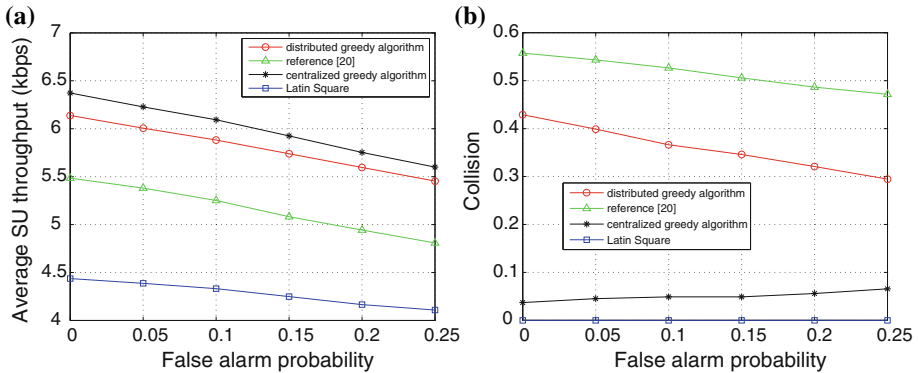 (a)
7
6.5
6
5.5
5
4.5
4
Average SU throughput (kbps)
distributed greedy algorithm
reference [20]
centralized greedy algorithm
Latin Square
0 0.05 0.1 0.15 0.2 0.25
False alarm probability
(b)
0.6
0.5
0.4
0.3
0.2
0.1
0
Collision
distributed greedy algorithm
reference [20]
centralized greedy algorithm
Latin Square
0 0.05 0.1 0.15 0.2 0.25
False alarm probability